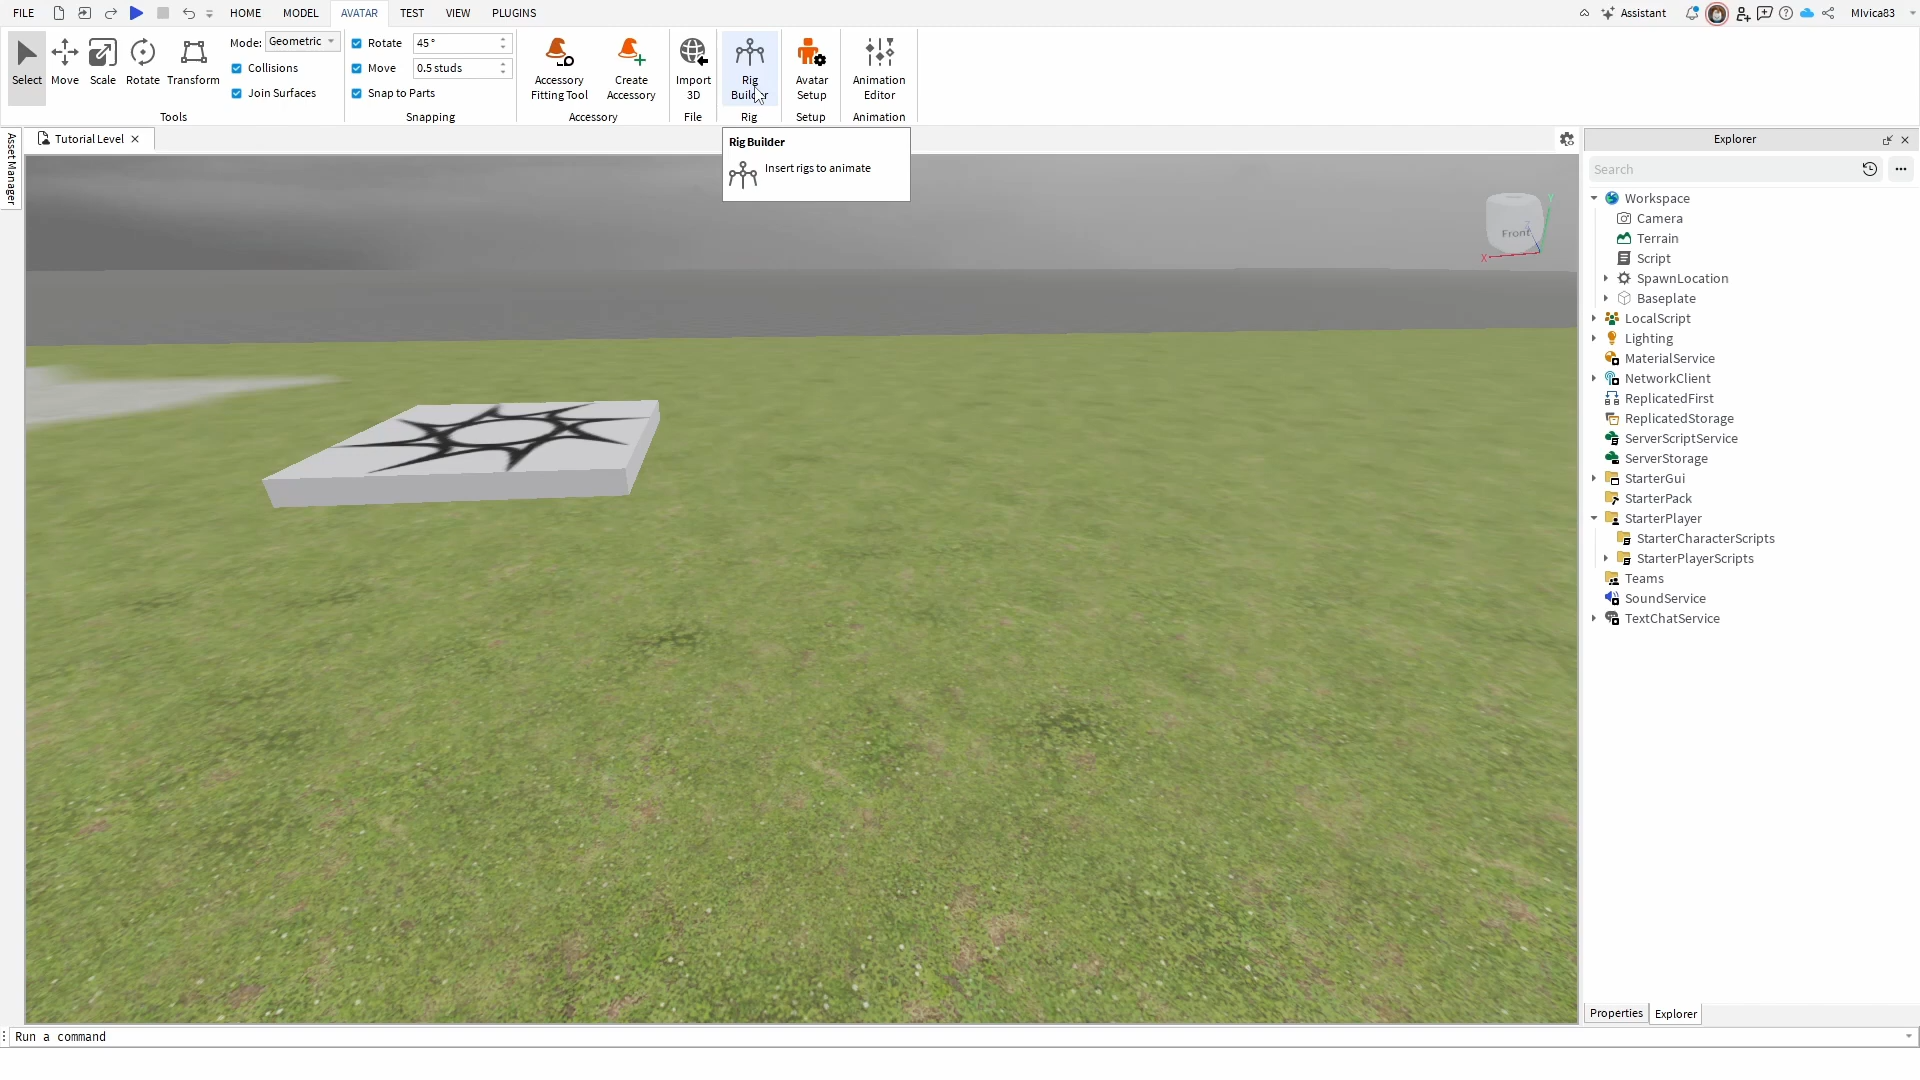 FILE HOME MODEL AVATAR TEST VIEW PLUGINS Assistant MIvica83
Select Move Scale Rotate Transform
Mode: Geometric
Collisions
Join Surfaces
Tools
Rotate 45°
Move 0.5 studs
Snap to Parts
Snapping
Accessory
Fitting Tool
Create
Accessory
Accessory
Import
3D
File
Rig
Builder
Rig
Avatar
Setup
Setup
Animation
Editor
Animation
Asset Manager
Tutorial Level
Rig Builder
Insert rigs to animate
Front
X
Y
Explorer
Search
Workspace
Camera
Terrain
Script
SpawnLocation
Baseplate
LocalScript
Lighting
MaterialService
NetworkClient
ReplicatedFirst
ReplicatedStorage
ServerScriptService
ServerStorage
StarterGui
StarterPack
StarterPlayer
StarterCharacterScripts
StarterPlayerScripts
Teams
SoundService
TextChatService
Properties Explorer
Run a command